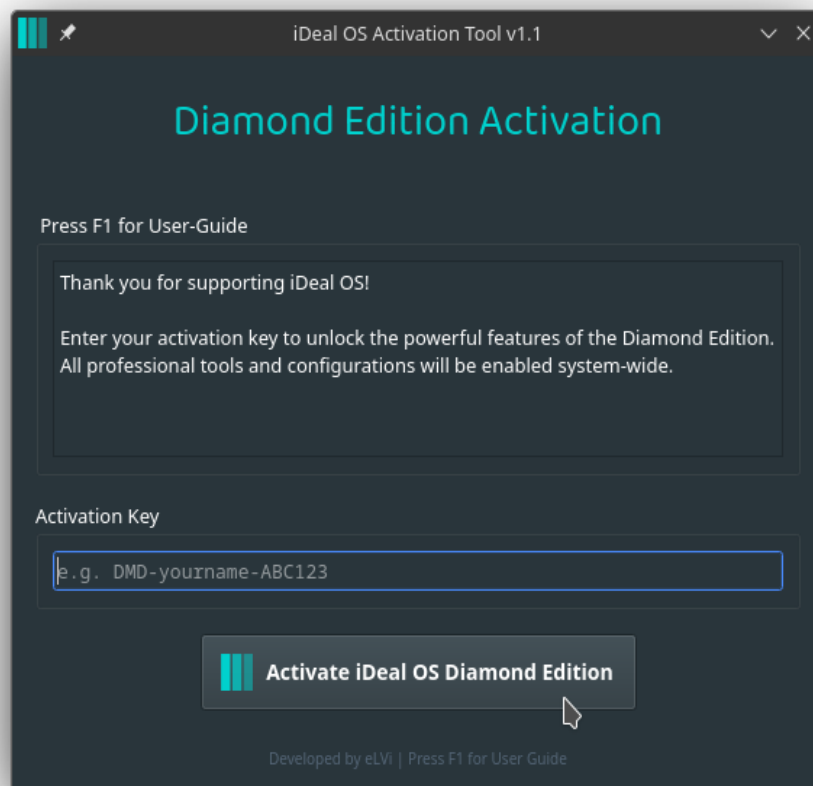 iDeal OS Activation Tool v1.1
Diamond Edition Activation
Press F1 for User-Guide
Thank you for supporting iDeal OS!
Enter your activation key to unlock the powerful features of the Diamond Edition.
All professional tools and configurations will be enabled system-wide.
Activation Key
e.g. DMD-yourname-ABC123
Activate iDeal OS Diamond Edition
Developed by eLVi | Press F1 for User Guide